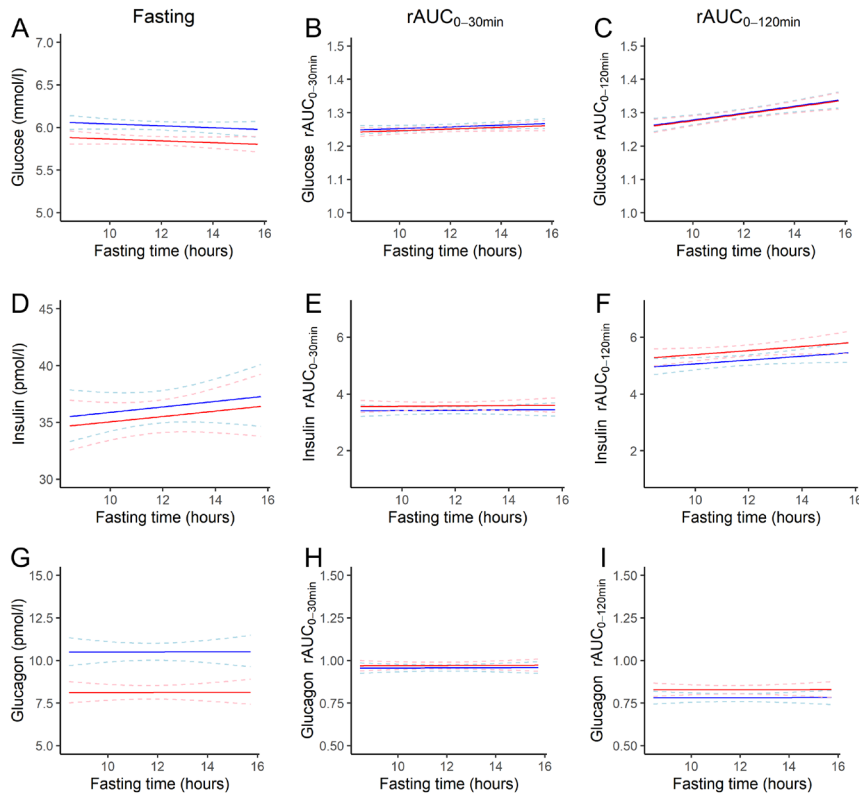 Fasting
rAUC0–30min
rAUC0–120min
A
B
C
Glucose (mmol/l)
7.0
6.5
6.0
5.5
5.0
10
12
14
16
Fasting time (hours)
Glucose rAUC0–30min
1.5
1.4
1.3
1.2
1.1
1.0
10
12
14
16
Fasting time (hours)
Glucose rAUC0–120min
1.5
1.4
1.3
1.2
1.1
1.0
10
12
14
16
Fasting time (hours)
D
E
F
Insulin (pmol/l)
45
40
35
30
10
12
14
16
Fasting time (hours)
Insulin rAUC0–30min
6
4
2
10
12
14
16
Fasting time (hours)
Insulin rAUC0–120min
6
4
2
10
12
14
16
Fasting time (hours)
G
H
I
Glucagon (pmol/l)
15.0
12.5
10.0
7.5
5.0
10
12
14
16
Fasting time (hours)
Glucagon rAUC0–30min
1.50
1.25
1.00
0.75
0.50
10
12
14
16
Fasting time (hours)
Glucagon rAUC0–120min
1.50
1.25
1.00
0.75
0.50
10
12
14
16
Fasting time (hours)